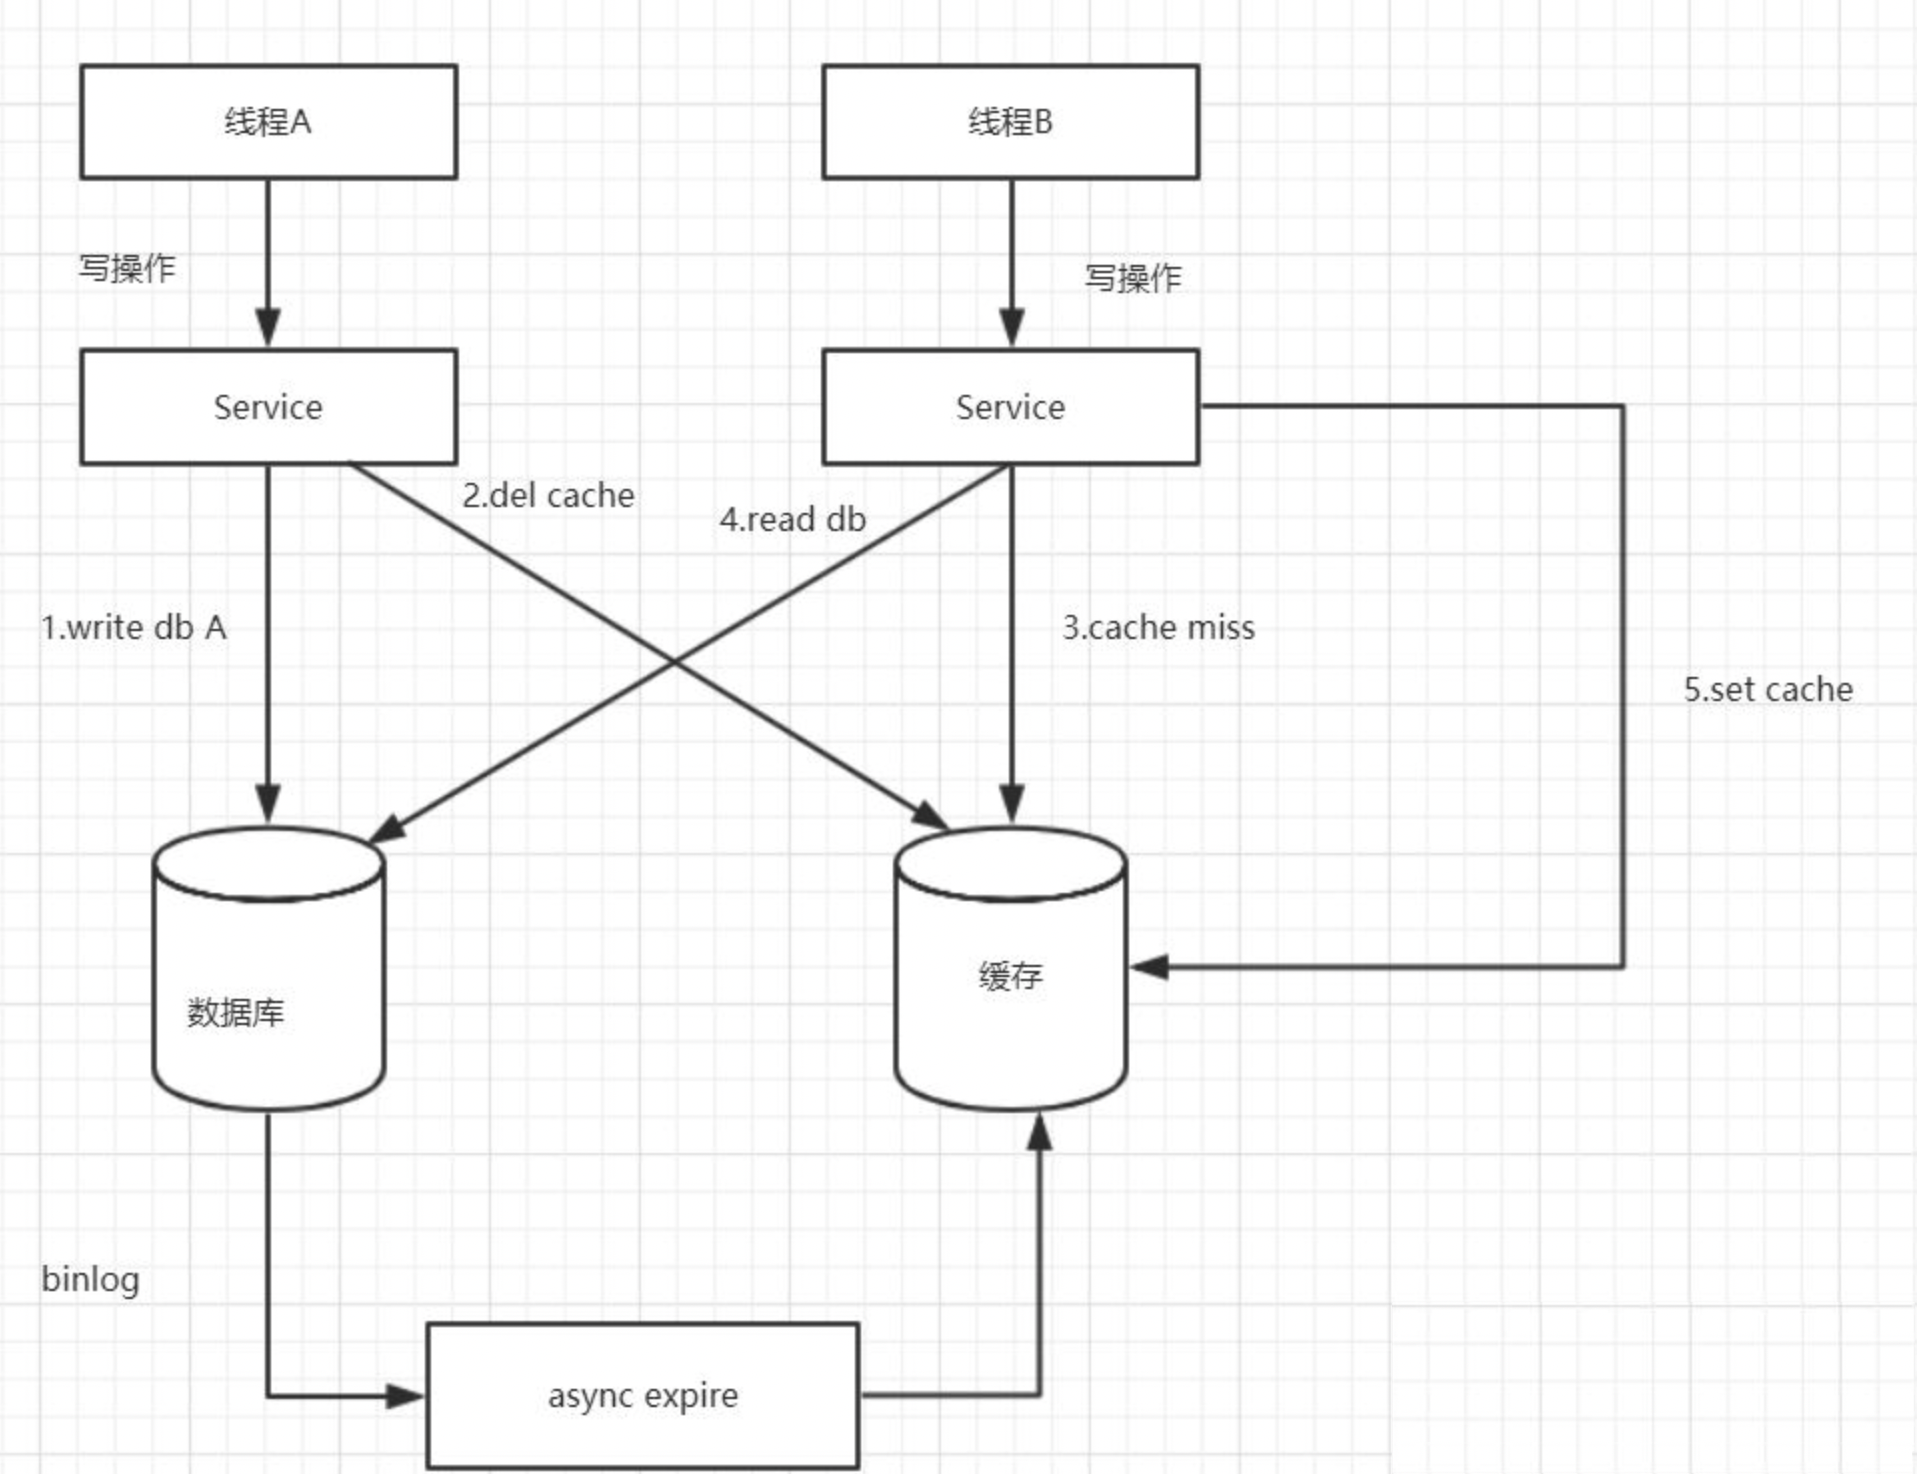 线程A
线程B
写操作
写操作
Service
Service
2.del cache
4.read db
1.write db A
3.cache miss
5.set cache
数据库
缓存
binlog
async expire